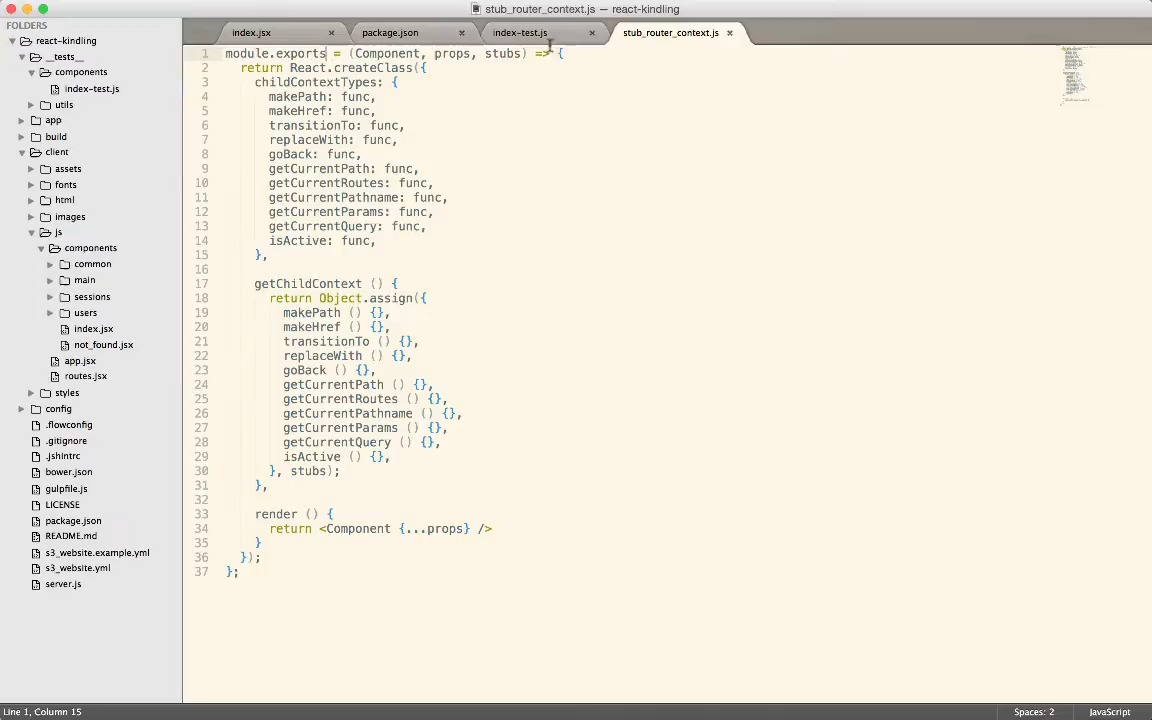 stub_router_context.js — react-kindling
FOLDERS
react-kindling
__tests__
components
index-test.js
utils
app
build
client
assets
fonts
html
images
js
components
common
main
sessions
users
index.jsx
not_found.jsx
app.jsx
routes.jsx
styles
config
.flowconfig
.gitignore
.jshintrc
bower.json
gulpfile.js
LICENSE
package.json
README.md
s3_website.example.yml
s3_website.yml
server.js
index.jsx × package.json × index-test.js × stub_router_context.js ×
1 module.exports = (Component, props, stubs) => {
2 return React.createClass({
3 childContextTypes: {
4 makePath: func,
5 makeHref: func,
6 transitionTo: func,
7 replaceWith: func,
8 goBack: func,
9 getCurrentPath: func,
10 getCurrentRoutes: func,
11 getCurrentPathname: func,
12 getCurrentParams: func,
13 getCurrentQuery: func,
14 isActive: func,
15 },
16
17 getChildContext () {
18 return Object.assign({
19 makePath () {},
20 makeHref () {},
21 transitionTo () {},
22 replaceWith () {},
23 goBack () {},
24 getCurrentPath () {},
25 getCurrentRoutes () {},
26 getCurrentPathname () {},
27 getCurrentParams () {},
28 getCurrentQuery () {},
29 isActive () {},
30 }, stubs);
31 },
32
33 render () {
34 return <Component {...props} />
35 }
36 });
37 };
Line 1, Column 15 Spaces: 2 JavaScript